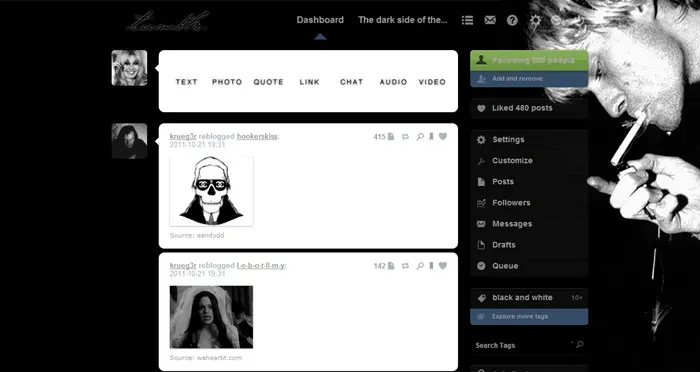 tumblr.
Dashboard
The dark side of the...
TEXT PHOTO QUOTE LINK CHAT AUDIO VIDEO
krueg3r reblogged hookerskiss:
2011-10-21 19:31
415
Source: aandydd
krueg3r reblogged l-o-b-o-t-0-m-y:
2011-10-21 19:31
142
Source: weheartit.com
Following 889 people
Add and remove
Liked 480 posts
Settings
Customize
Posts
Followers
Messages
Drafts
Queue
black and white 10+
Explore more tags
Search Tags